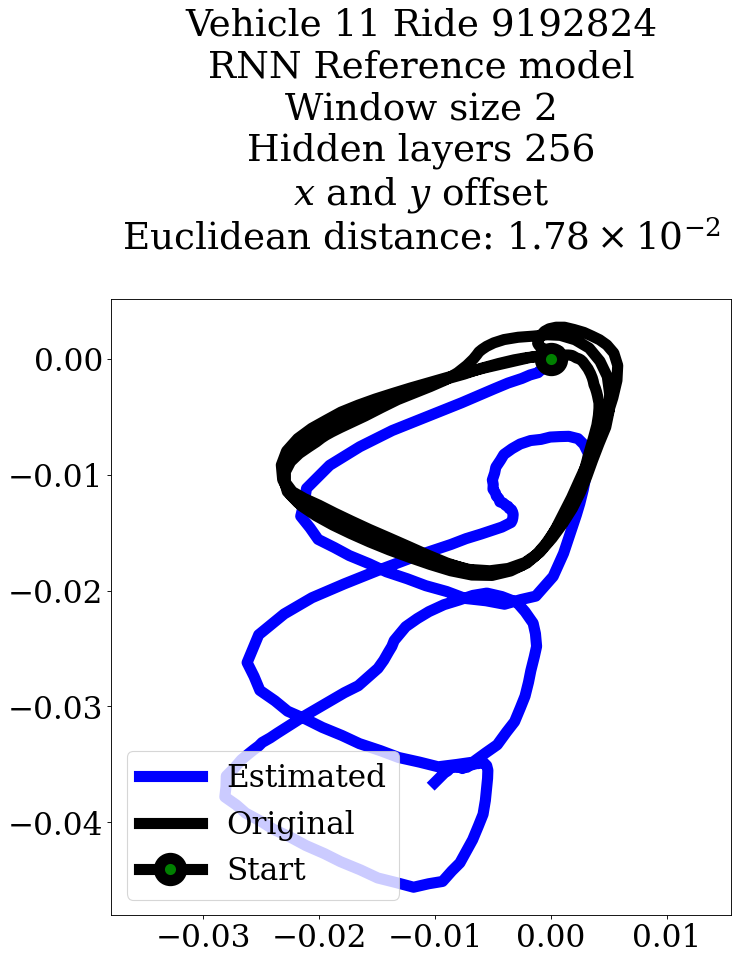 Vehicle 11 Ride 9192824
RNN Reference model
Window size 2
Hidden layers 256
x and y offset
Euclidean distance: 1.78 × 10⁻²
0.00
−0.01
−0.02
−0.03
−0.04
Estimated
Original
Start
−0.03 −0.02 −0.01 0.00 0.01